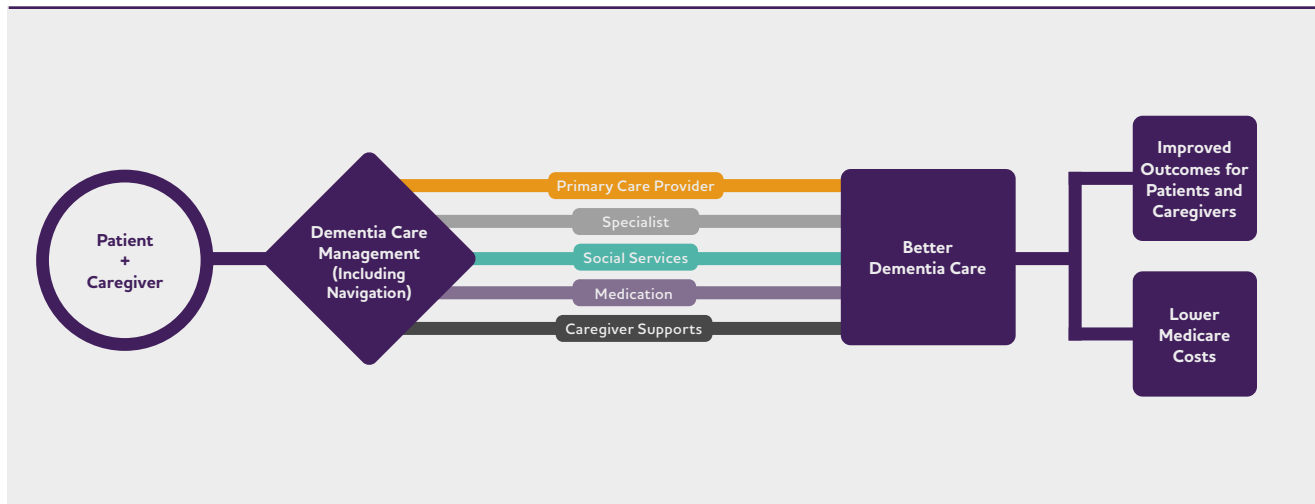 Patient
+
Caregiver
Dementia Care
Management
(Including
Navigation)
Primary Care Provider
Specialist
Social Services
Medication
Caregiver Supports
Better
Dementia Care
Improved
Outcomes for
Patients and
Caregivers
Lower
Medicare
Costs